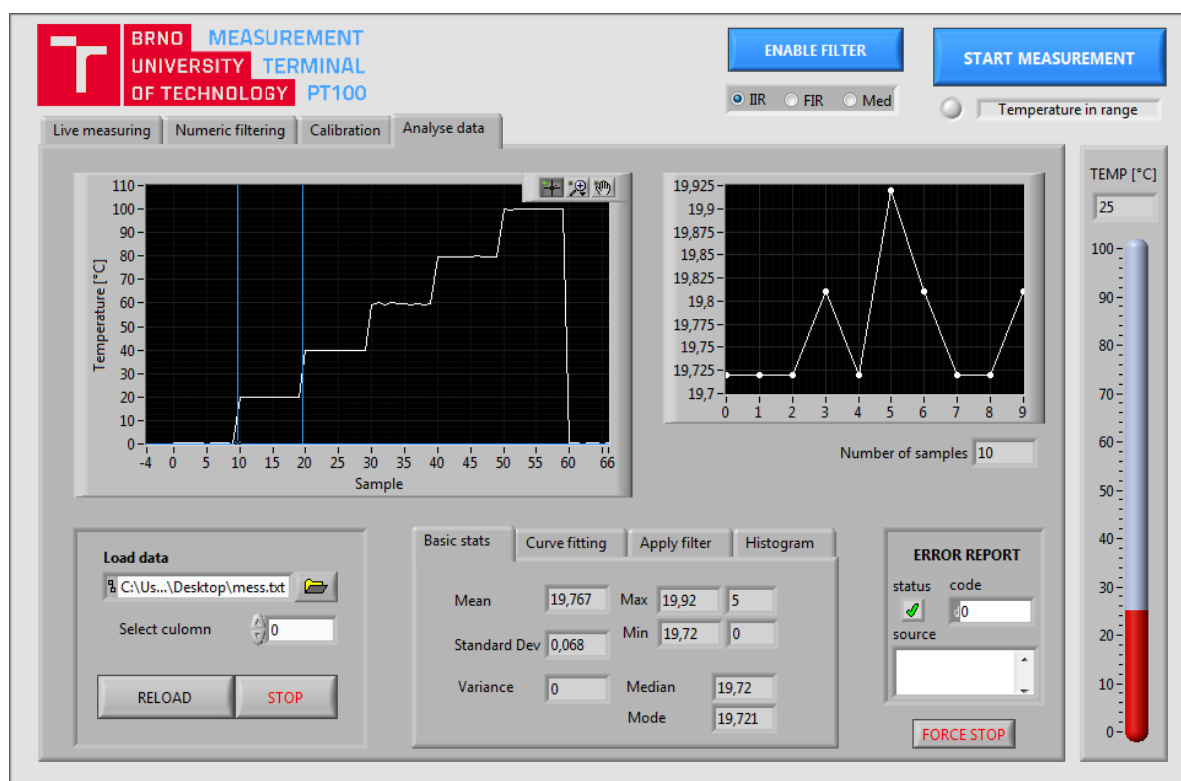 BRNO MEASUREMENT
UNIVERSITY TERMINAL
OF TECHNOLOGY PT100
ENABLE FILTER
START MEASUREMENT
IIR FIR Med
Temperature in range
Live measuring Numeric filtering Calibration Analyse data
110
100
90
80
70
60
50
40
30
20
10
0
Temperature [°C]
-4 0 5 10 15 20 25 30 35 40 45 50 55 60 66
Sample
19,925
19,9
19,875
19,85
19,825
19,8
19,775
19,75
19,725
19,7
0 1 2 3 4 5 6 7 8 9
Number of samples 10
TEMP [°C]
25
100
90
80
70
60
50
40
30
20
10
0
Load data
C:\Us...\Desktop\mess.txt
Select culomn 0
RELOAD STOP
Basic stats Curve fitting Apply filter Histogram
Mean 19,767 Max 19,92 5
Standard Dev 0,068 Min 19,72 0
Variance 0 Median 19,72
Mode 19,721
ERROR REPORT
status code
0
source
FORCE STOP